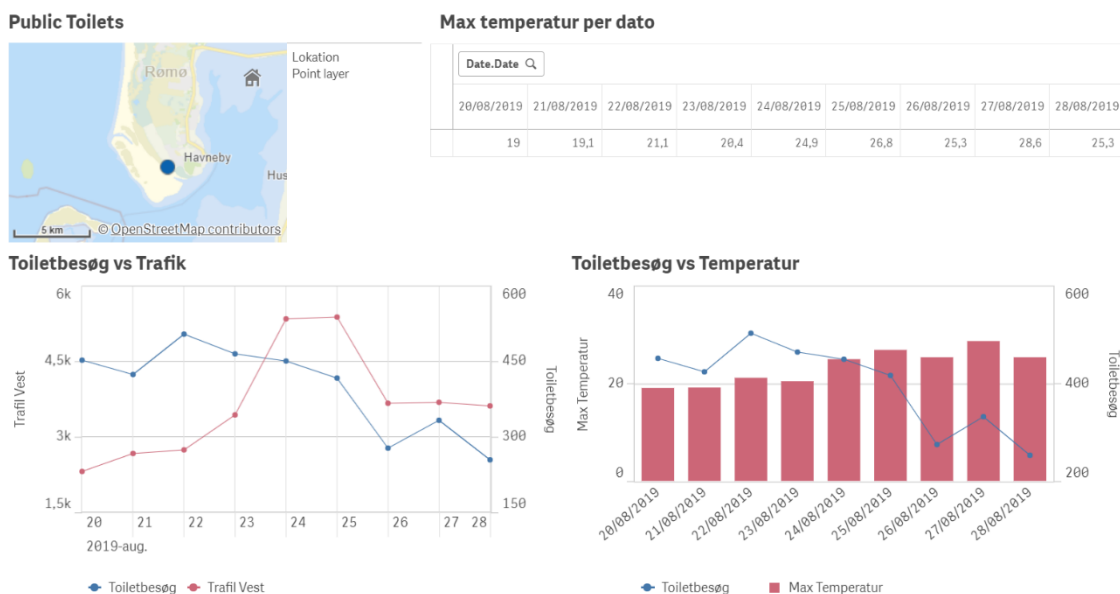 Public Toilets
Rømø
Havneby
Hus
5 km
© OpenStreetMap contributors
Lokation
Point layer
Max temperatur per dato
Date.Date
20/08/2019 21/08/2019 22/08/2019 23/08/2019 24/08/2019 25/08/2019 26/08/2019 27/08/2019 28/08/2019
19 19,1 21,1 20,4 24,9 26,8 25,3 28,6 25,3
Toiletbesøg vs Trafik
6k 600
4,5k 450
3k 300
1,5k 150
Trafil Vest
Toiletbesøg
20 21 22 23 24 25 26 27 28
2019-aug.
Toiletbesøg Trafil Vest
Toiletbesøg vs Temperatur
40 600
20 400
0 200
Max Temperatur
Toiletbesøg
20/08/2019 21/08/2019 22/08/2019 23/08/2019 24/08/2019 25/08/2019 26/08/2019 27/08/2019 28/08/2019
Toiletbesøg Max Temperatur